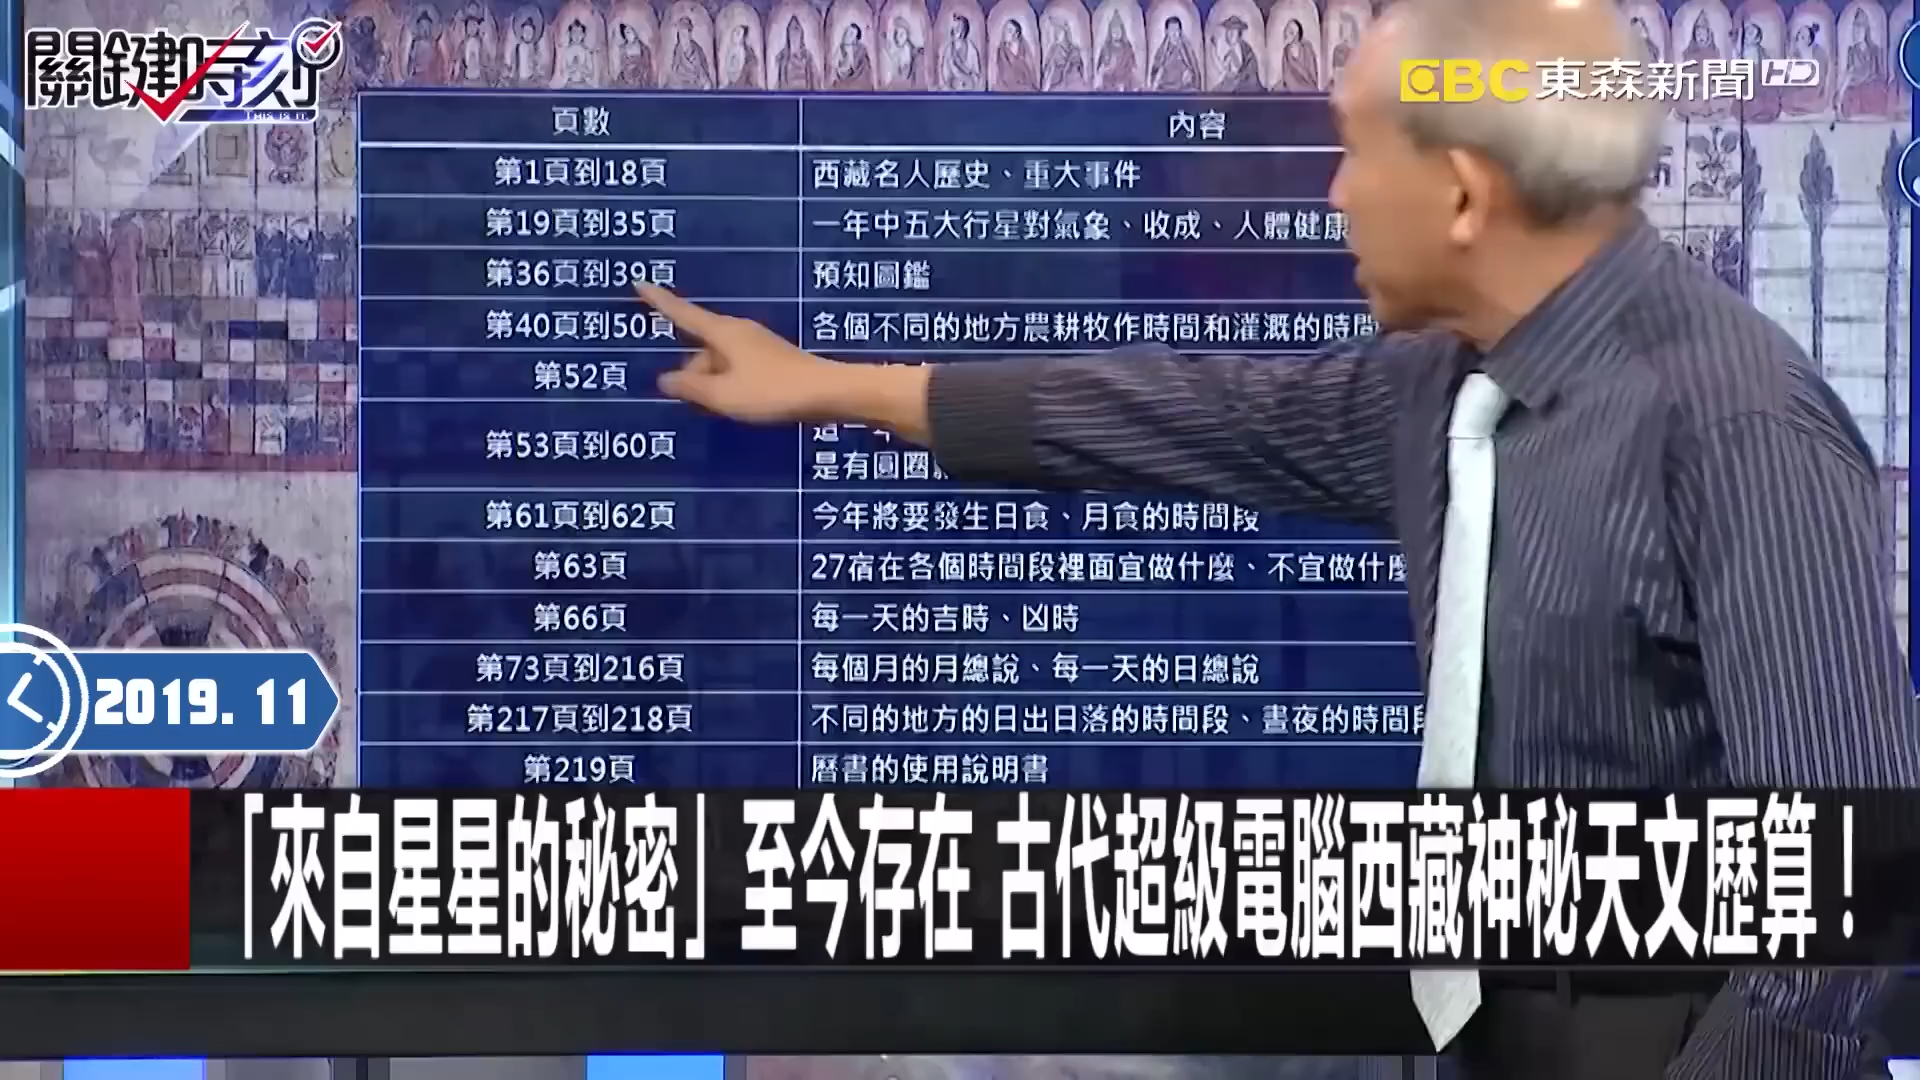 關鍵時刻
THIS IS IT.
EBC 東森新聞 HD
頁數 內容
第1頁到18頁 西藏名人歷史、重大事件
第19頁到35頁 一年中五大行星對氣象、收成、人體健康
第36頁到39頁 預知圖鑑
第40頁到50頁 各個不同的地方農耕牧作時間和灌溉的時間
第52頁
第53頁到60頁 這一年
是有圓圈
第61頁到62頁 今年將要發生日食、月食的時間段
第63頁 27宿在各個時間段裡面宜做什麼、不宜做什麼
第66頁 每一天的吉時、凶時
第73頁到216頁 每個月的月總說、每一天的日總說
第217頁到218頁 不同的地方的日出日落的時間段、晝夜的時間段
第219頁 曆書的使用說明書
2019. 11
「來自星星的秘密」至今存在 古代超級電腦西藏神秘天文歷算！